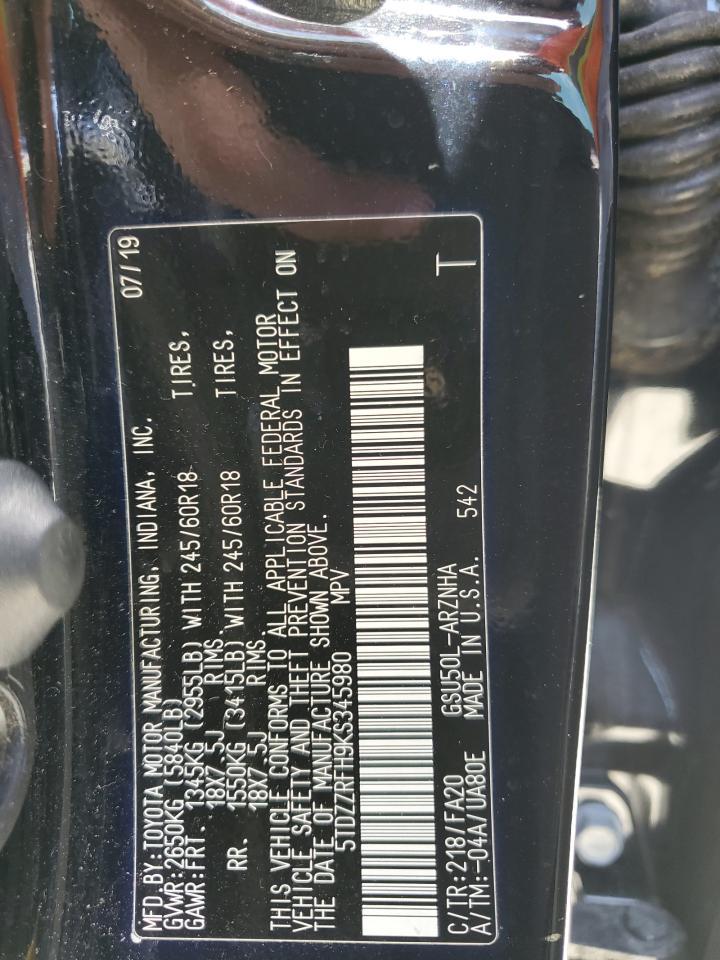 MFD BY:TOYOTA MOTOR MANUFACTURING, INDIANA, INC. 07/19
GVWR:2650KG (5840LB)
GAWR:FRT. 1345KG (2955LB) WITH 245/60R18 TIRES,
18X7.5J RIMS.
RR. 1550KG (3415LB) WITH 245/60R18 TIRES,
18X7.5J RIMS.
THIS VEHICLE CONFORMS TO ALL APPLICABLE FEDERAL MOTOR
VEHICLE SAFETY AND THEFT PREVENTION STANDARDS IN EFFECT ON
THE DATE OF MANUFACTURE SHOWN ABOVE.
5TDZZRFH9KS345980 MPV
C/TR:218/FA20 GSU50L-ARZNHA T
A/TM:-04A/UA80E MADE IN U.S.A. 542